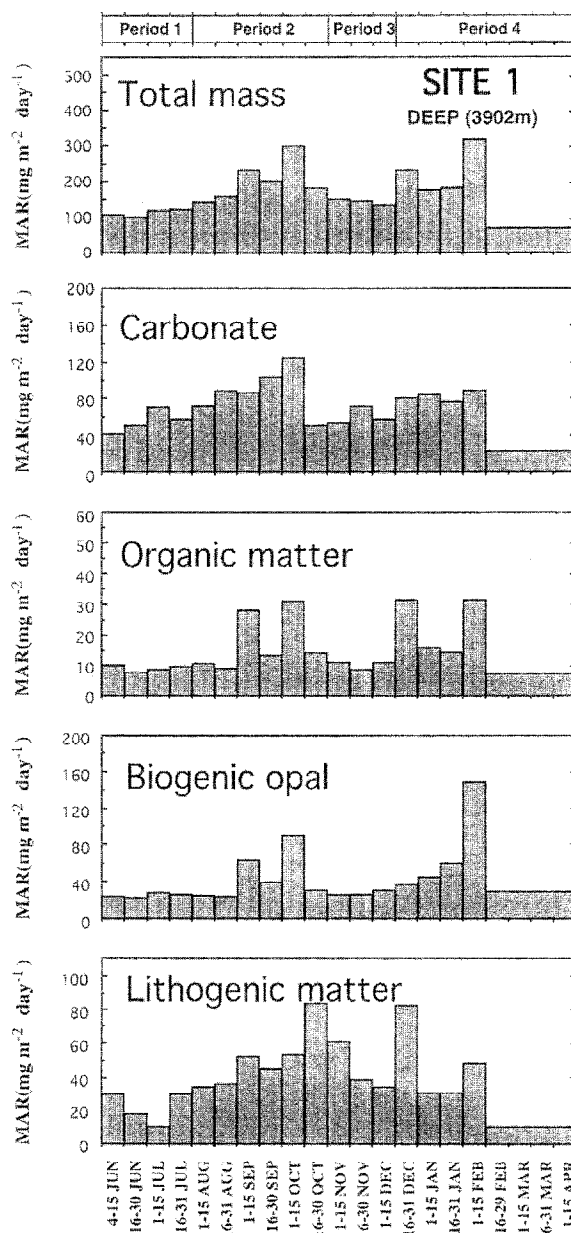 Period 1 Period 2 Period 3 Period 4
Total mass
SITE 1
DEEP (3902m)
MAR(mg m-2 day-1)
500
400
300
200
100
0
Carbonate
MAR(mg m-2 day-1)
200
160
120
80
40
0
Organic matter
MAR(mg m-2 day-1)
60
50
40
30
20
10
0
Biogenic opal
MAR(mg m-2 day-1)
200
160
120
80
40
0
Lithogenic matter
MAR(mg m-2 day-1)
100
80
60
40
20
0
4-15 JUN
16-30 JUN
1-15 JUL
16-31 JUL
1-15 AUG
6-31 AUG
1-15 SEP
16-30 SEP
1-15 OCT
6-30 OCT
1-15 NOV
16-30 NOV
1-15 DEC
16-31 DEC
1-15 JAN
16-31 JAN
1-15 FEB
16-29 FEB
1-15 MAR
6-31 MAR
1-15 APR